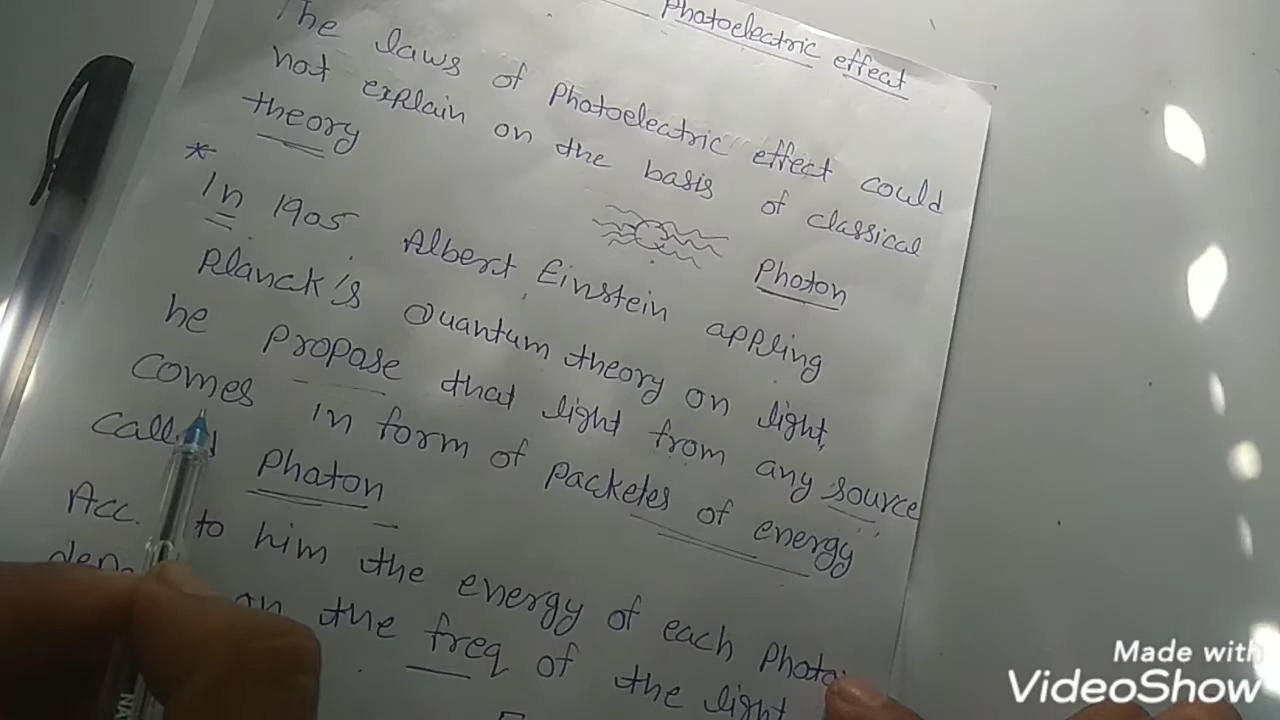 Photoelectric effect
The laws of Photoelectric effect could
not explain on the basis of classical
theory
Photon
* In 1905 Albert Einstein appling
Planck's Quantum theory on light,
he propose that light from any source
comes in form of packetes of energy
called Photon
Acc. to him the energy of each Photon
on the freq of the light
Made with
VideoShow